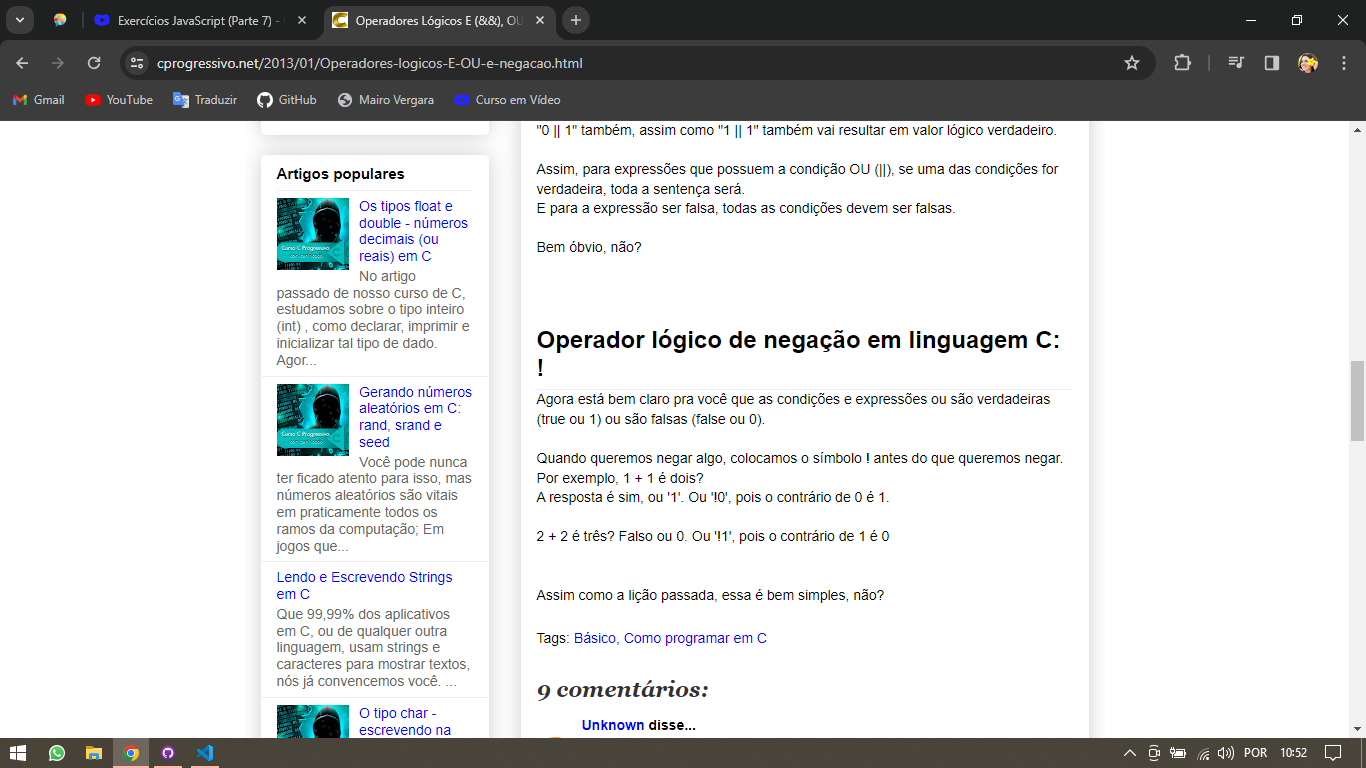 Exercícios JavaScript (Parte 7) -
Operadores Lógicos E (&&), OU
cprogressivo.net/2013/01/Operadores-logicos-E-OU-e-negacao.html
Gmail
YouTube
Traduzir
GitHub
Mairo Vergara
Curso em Vídeo
Artigos populares
Os tipos float e
double - números
decimais (ou
reais) em C
No artigo
passado de nosso curso de C,
estudamos sobre o tipo inteiro
(int) , como declarar, imprimir e
inicializar tal tipo de dado.
Agor...
Gerando números
aleatórios em C:
rand, srand e
seed
Você pode nunca
ter ficado atento para isso, mas
números aleatórios são vitais
em praticamente todos os
ramos da computação; Em
jogos que...
Lendo e Escrevendo Strings
em C
Que 99,99% dos aplicativos
em C, ou de qualquer outra
linguagem, usam strings e
caracteres para mostrar textos,
nós já convencemos você. ...
O tipo char -
escrevendo na
"0 || 1" também, assim como "1 || 1" também vai resultar em valor lógico verdadeiro.
Assim, para expressões que possuem a condição OU (||), se uma das condições for
verdadeira, toda a sentença será.
E para a expressão ser falsa, todas as condições devem ser falsas.
Bem óbvio, não?
Operador lógico de negação em linguagem C:
!
Agora está bem claro pra você que as condições e expressões ou são verdadeiras
(true ou 1) ou são falsas (false ou 0).
Quando queremos negar algo, colocamos o símbolo ! antes do que queremos negar.
Por exemplo, 1 + 1 é dois?
A resposta é sim, ou '1'. Ou '!0', pois o contrário de 0 é 1.
2 + 2 é três? Falso ou 0. Ou '!1', pois o contrário de 1 é 0
Assim como a lição passada, essa é bem simples, não?
Tags: Básico, Como programar em C
9 comentários:
Unknown disse...
POR
10:52